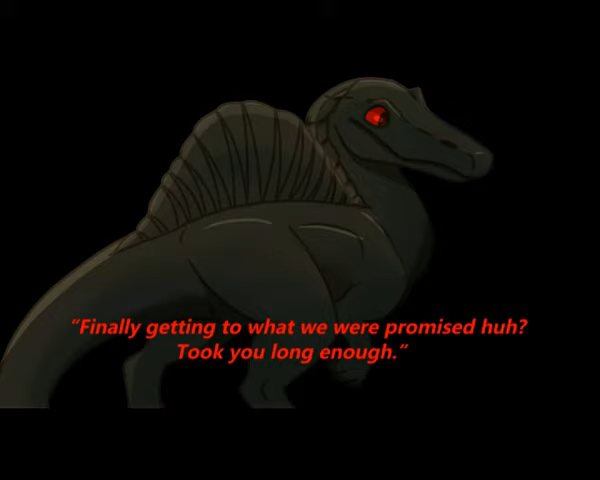 “Finally getting to what we were promised huh?
Took you long enough.”